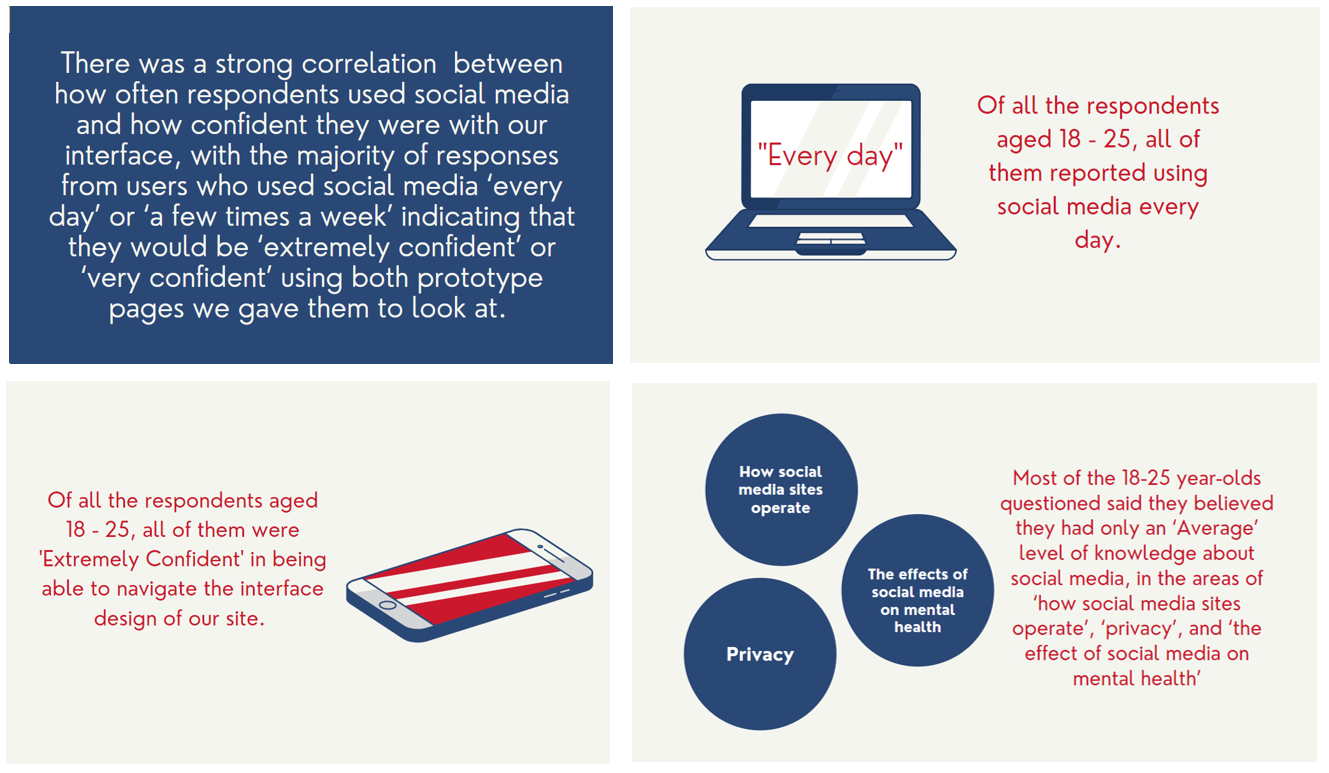 There was a strong correlation  between
how often respondents used social media
and how confident they were with our
interface, with the majority of responses
from users who used social media ‘every
day’ or ‘a few times a week’ indicating that
they would be ‘extremely confident’ or
‘very confident’ using both prototype
pages we gave them to look at.
"Every day"
Of all the respondents
aged 18 - 25, all of
them reported using
social media every
day.
Of all the respondents aged
18 - 25, all of them were
'Extremely Confident' in being
able to navigate the interface
design of our site.
How social
media sites
operate
The effects of
social media
on mental
health
Privacy
Most of the 18-25 year-olds
questioned said they believed
they had only an ‘Average’
level of knowledge about
social media, in the areas of
‘how social media sites
operate’, ‘privacy’, and ‘the
effect of social media on
mental health’